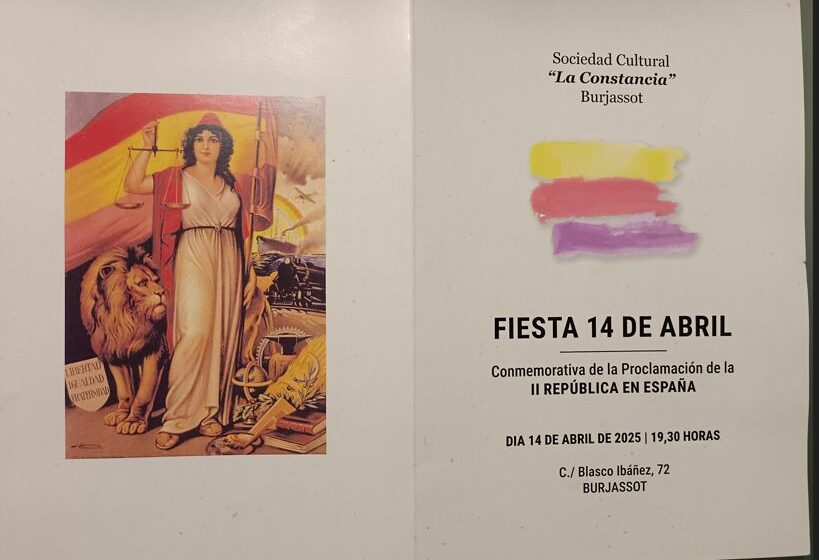 LIBERTAD
IGUALDAD
FRATERNIDAD
Sociedad Cultural
“La Constancia”
Burjassot
FIESTA 14 DE ABRIL
Conmemorativa de la Proclamación de la
II REPÚBLICA EN ESPAÑA
DIA 14 DE ABRIL DE 2025 | 19,30 HORAS
C./ Blasco Ibáñez, 72
BURJASSOT